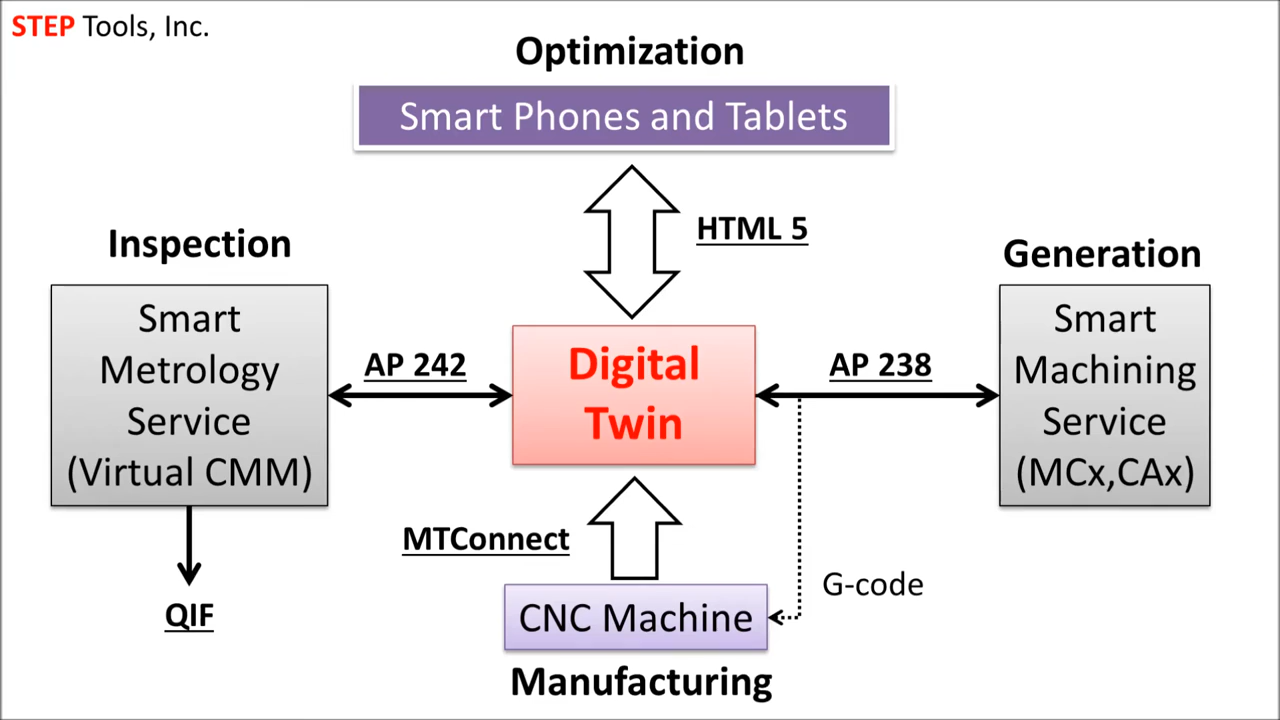 STEP Tools, Inc.
Optimization
Smart Phones and Tablets
HTML 5
Inspection
Generation
Smart
Metrology
Service
(Virtual CMM)
AP 242
Digital
Twin
AP 238
Smart
Machining
Service
(MCx,CAx)
MTConnect
G-code
QIF
CNC Machine
Manufacturing